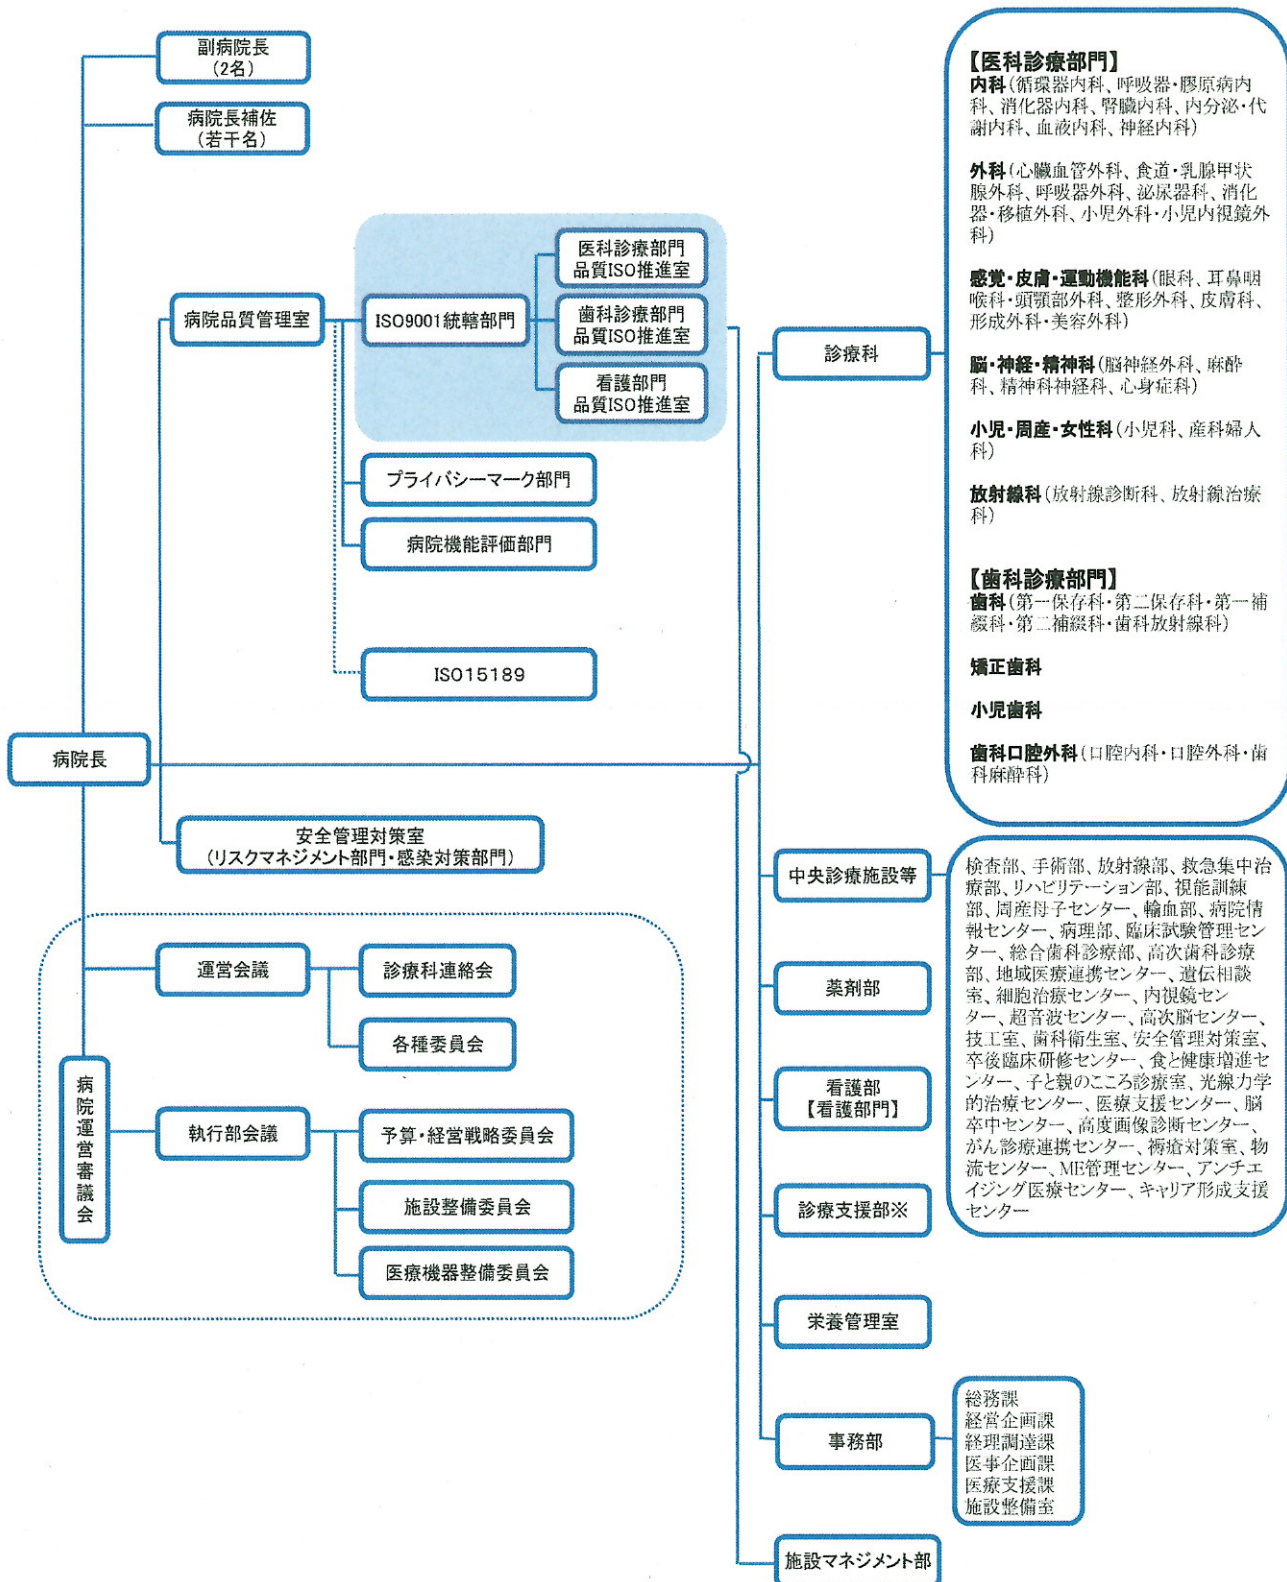 副病院長
(2名)
病院長補佐
(若干名)
病院品質管理室
ISO9001統轄部門
医科診療部門
品質ISO推進室
歯科診療部門
品質ISO推進室
看護部門
品質ISO推進室
プライバシーマーク部門
病院機能評価部門
ISO15189
病院長
安全管理対策室
(リスクマネジメント部門・感染対策部門)
運営会議
診療科連絡会
各種委員会
病院運営審議会
執行部会議
予算・経営戦略委員会
施設整備委員会
医療機器整備委員会
診療科
【医科診療部門】
内科(循環器内科、呼吸器・膠原病内
科、消化器内科、腎臓内科、内分泌・代
謝内科、血液内科、神経内科)
外科(心臓血管外科、食道・乳腺甲状
腺外科、呼吸器外科、泌尿器科、消化
器・移植外科、小児外科・小児内視鏡外
科)
感覚・皮膚・運動機能科(眼科、耳鼻咽
喉科・頭頸部外科、整形外科、皮膚科、
形成外科・美容外科)
脳・神経・精神科(脳神経外科、麻酔
科、精神科神経科、心身症科)
小児・周産・女性科(小児科、産科婦人
科)
放射線科(放射線診断科、放射線治療
科)
【歯科診療部門】
歯科(第一保存科・第二保存科・第一補
綴科・第二補綴科・歯科放射線科)
矯正歯科
小児歯科
歯科口腔外科(口腔内科・口腔外科・歯
科麻酔科)
中央診療施設等
検査部、手術部、放射線部、救急集中治
療部、リハビリテーション部、視能訓練
部、周産母子センター、輸血部、病院情
報センター、病理部、臨床試験管理セン
ター、総合歯科診療部、高次歯科診療
部、地域医療連携センター、遺伝相談
室、細胞治療センター、内視鏡セン
ター、超音波センター、高次脳センター、
技工室、歯科衛生室、安全管理対策室、
卒後臨床研修センター、食と健康増進セ
ンター、子と親のこころ診療室、光線力学
的治療センター、医療支援センター、脳
卒中センター、高度画像診断センター、
がん診療連携センター、褥瘡対策室、物
流センター、ME管理センター、アンチエ
イジング医療センター、キャリア形成支援
センター
薬剤部
看護部
【看護部門】
診療支援部※
栄養管理室
事務部
総務課
経営企画課
経理調達課
医事企画課
医療支援課
施設整備室
施設マネジメント部